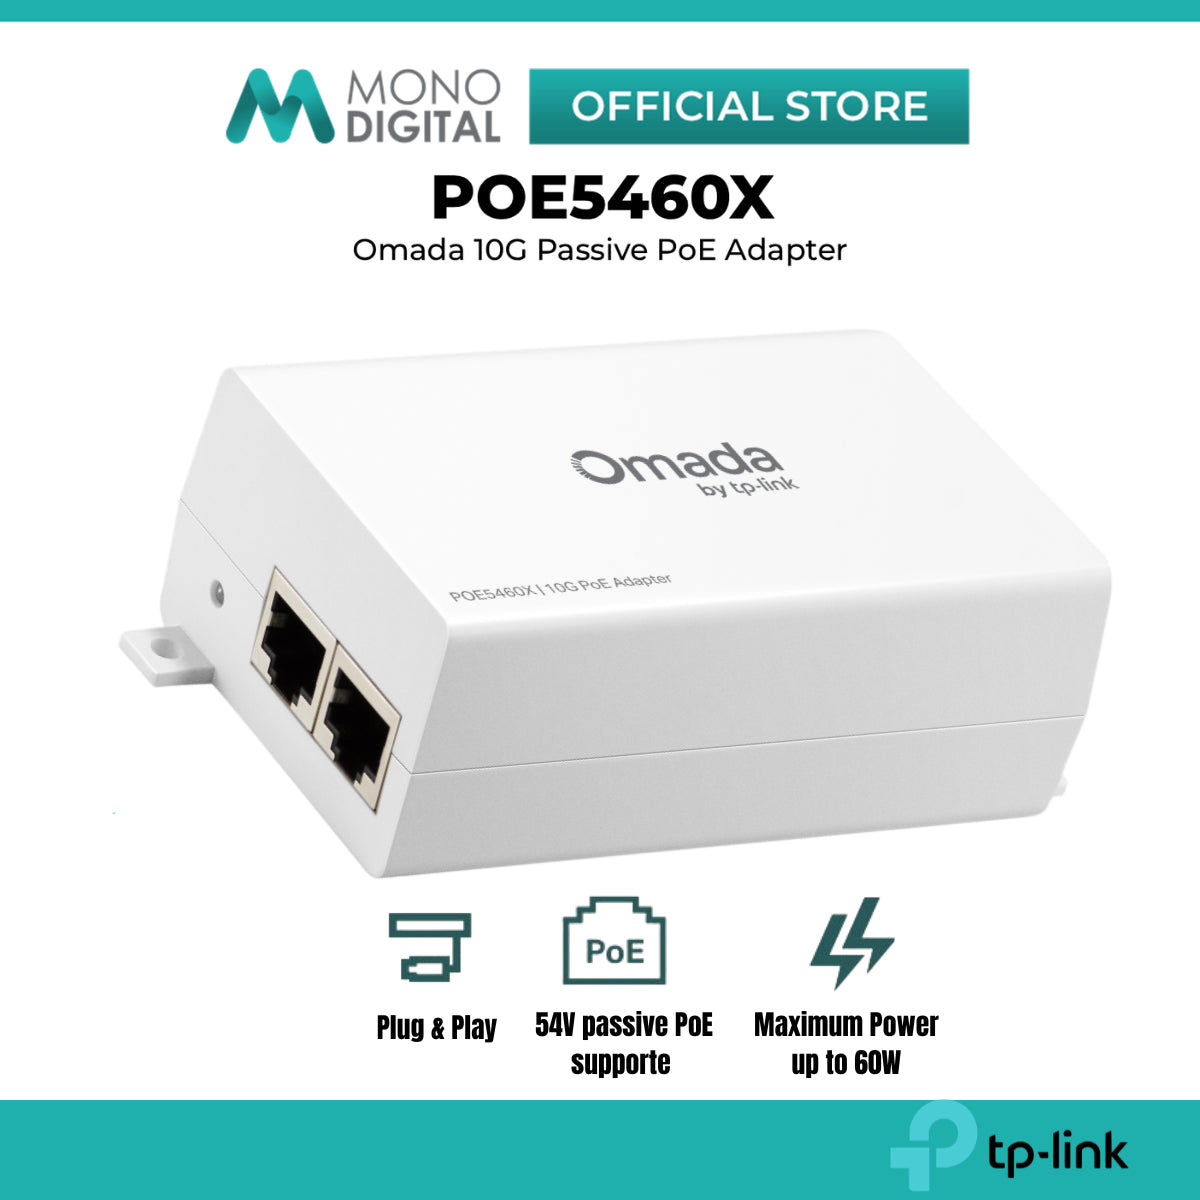 MONO
DIGITAL
OFFICIAL STORE
POE5460X
Omada 10G Passive PoE Adapter
Omada
by tp-link
POE5460X | 10G PoE Adapter
PoE
Plug & Play
54V passive PoE
supporte
Maximum Power
up to 60W
tp-link